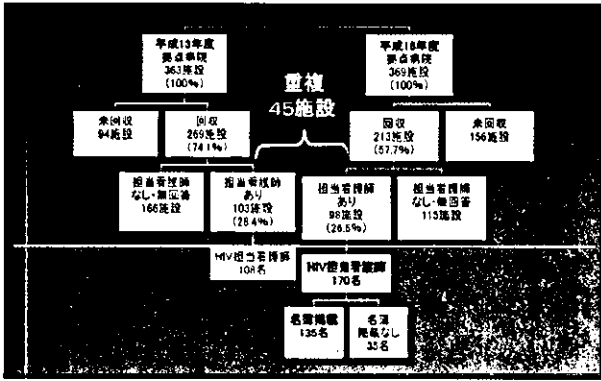 平成13年度
拠点病院
363施設
(100%)
平成18年度
拠点病院
369施設
(100%)
重複
45施設
未回収
94施設
回収
269施設
(74.1%)
回収
213施設
(57.7%)
未回収
156施設
担当看護師
なし・無回答
166施設
担当看護師
あり
103施設
(28.4%)
担当看護師
あり
98施設
(26.6%)
担当看護師
なし・無回答
115施設
HIV担当看護師
108名
HIV担当看護師
170名
名簿掲載
135名
名簿
掲載なし
35名